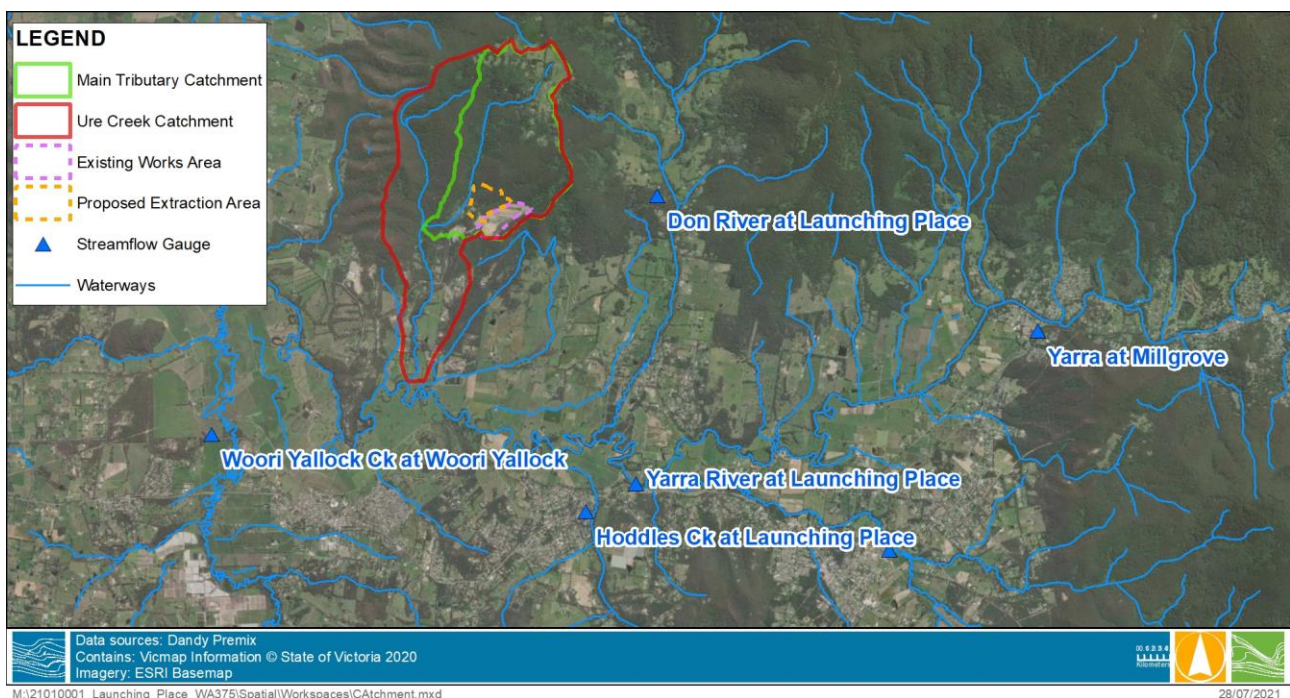 LEGEND
Main Tributary Catchment
Ure Creek Catchment
Existing Works Area
Proposed Extraction Area
Streamflow Gauge
Waterways
Don River at Launching Place
Yarra at Millgrove
Woori Yallock Ck at Woori Yallock
Yarra River at Launching Place
Hoddles Ck at Launching Place
Data sources: Dandy Premix
Contains: Vicmap Information © State of Victoria 2020
Imagery: ESRI Basemap
Kilometers
M:\21010001_Launching_Place_WA375\Spatial\Workspaces\CAtchment.mxd
28/07/2021